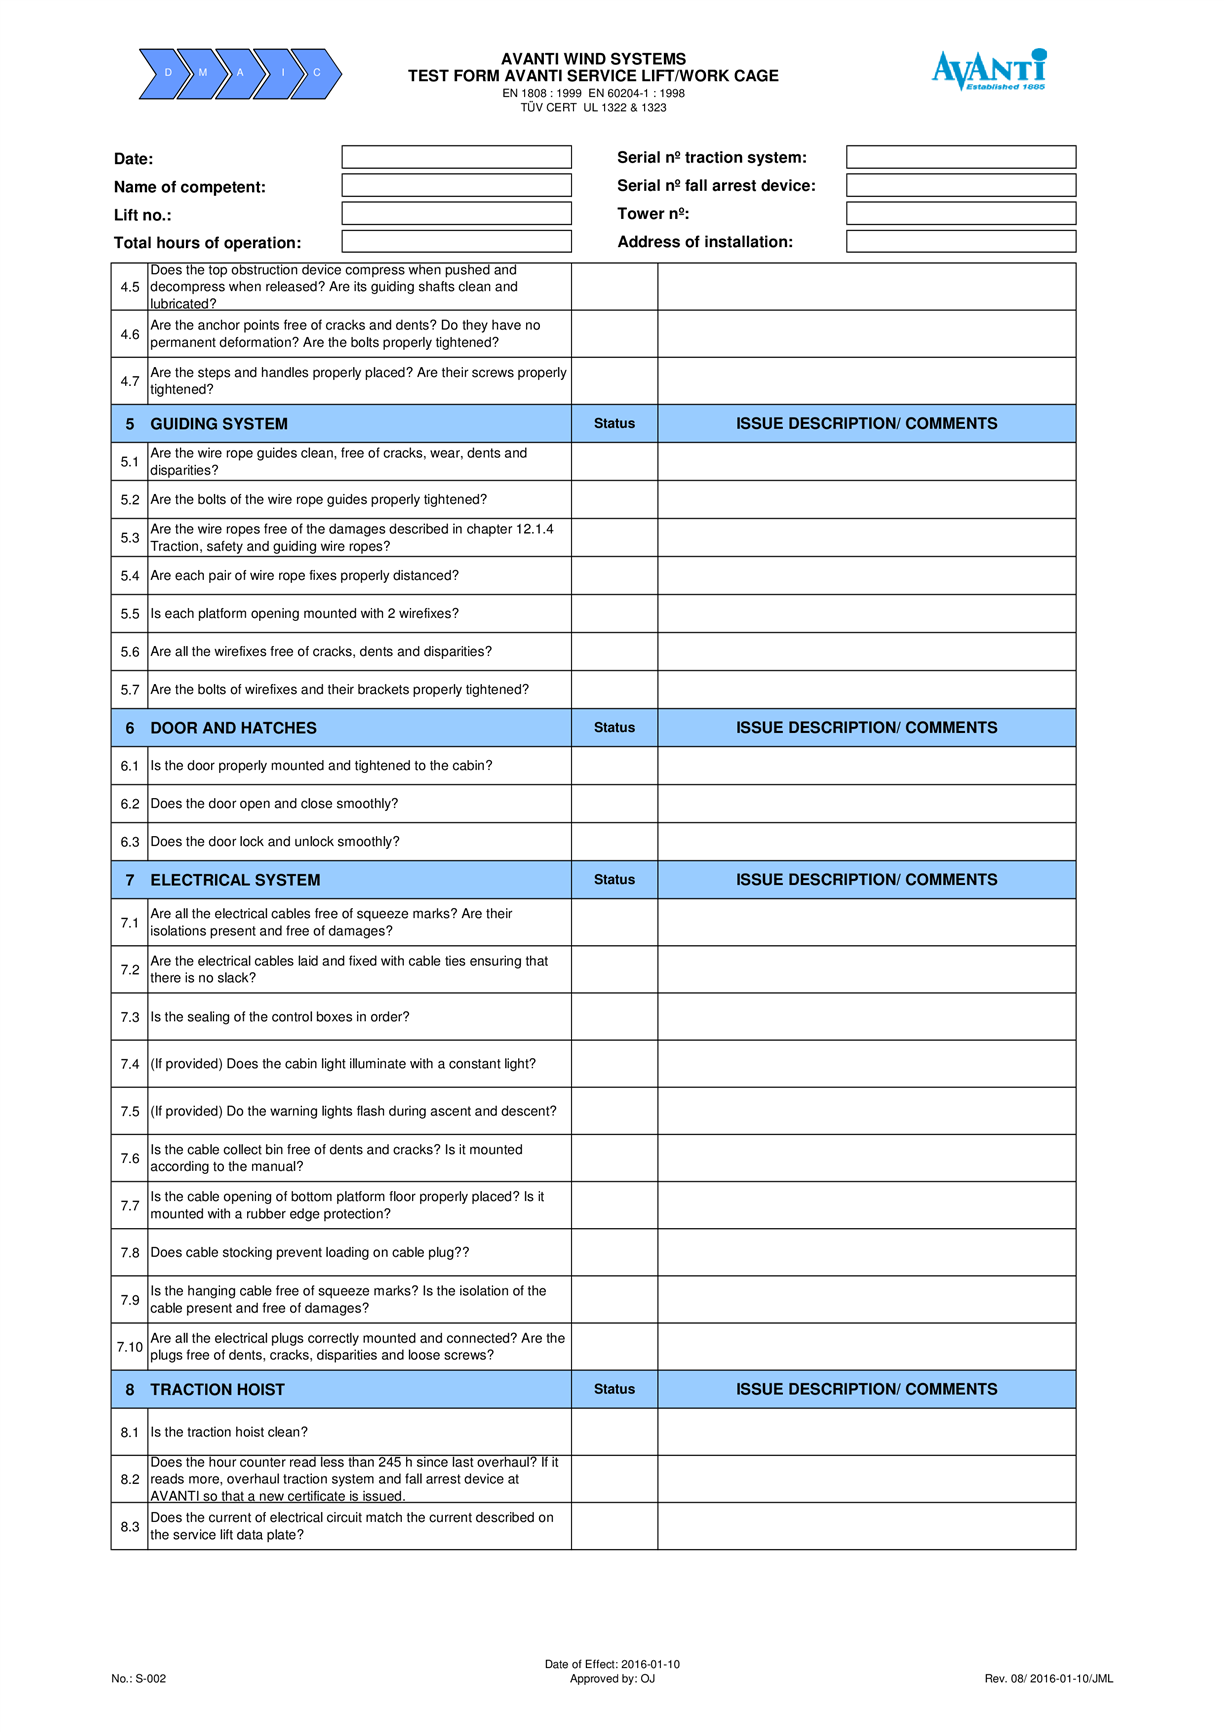 D M A I C
AVANTI WIND SYSTEMS
TEST FORM AVANTI SERVICE LIFT/WORK CAGE
EN 1808 : 1999 EN 60204-1 : 1998
TÜV CERT UL 1322 & 1323
AVANTI
Established 1885
Date:
Serial nº traction system:
Name of competent:
Serial nº fall arrest device:
Lift no.:
Tower nº:
Total hours of operation:
Address of installation:
4.5 Does the top obstruction device compress when pushed and
decompress when released? Are its guiding shafts clean and
lubricated?
4.6 Are the anchor points free of cracks and dents? Do they have no
permanent deformation? Are the bolts properly tightened?
4.7 Are the steps and handles properly placed? Are their screws properly
tightened?
5 GUIDING SYSTEM Status ISSUE DESCRIPTION/ COMMENTS
5.1 Are the wire rope guides clean, free of cracks, wear, dents and
disparities?
5.2 Are the bolts of the wire rope guides properly tightened?
5.3 Are the wire ropes free of the damages described in chapter 12.1.4
Traction, safety and guiding wire ropes?
5.4 Are each pair of wire rope fixes properly distanced?
5.5 Is each platform opening mounted with 2 wirefixes?
5.6 Are all the wirefixes free of cracks, dents and disparities?
5.7 Are the bolts of wirefixes and their brackets properly tightened?
6 DOOR AND HATCHES Status ISSUE DESCRIPTION/ COMMENTS
6.1 Is the door properly mounted and tightened to the cabin?
6.2 Does the door open and close smoothly?
6.3 Does the door lock and unlock smoothly?
7 ELECTRICAL SYSTEM Status ISSUE DESCRIPTION/ COMMENTS
7.1 Are all the electrical cables free of squeeze marks? Are their
isolations present and free of damages?
7.2 Are the electrical cables laid and fixed with cable ties ensuring that
there is no slack?
7.3 Is the sealing of the control boxes in order?
7.4 (If provided) Does the cabin light illuminate with a constant light?
7.5 (If provided) Do the warning lights flash during ascent and descent?
7.6 Is the cable collect bin free of dents and cracks? Is it mounted
according to the manual?
7.7 Is the cable opening of bottom platform floor properly placed? Is it
mounted with a rubber edge protection?
7.8 Does cable stocking prevent loading on cable plug??
7.9 Is the hanging cable free of squeeze marks? Is the isolation of the
cable present and free of damages?
7.10 Are all the electrical plugs correctly mounted and connected? Are the
plugs free of dents, cracks, disparities and loose screws?
8 TRACTION HOIST Status ISSUE DESCRIPTION/ COMMENTS
8.1 Is the traction hoist clean?
8.2 Does the hour counter read less than 245 h since last overhaul? If it
reads more, overhaul traction system and fall arrest device at
AVANTI so that a new certificate is issued.
8.3 Does the current of electrical circuit match the current described on
the service lift data plate?
Date of Effect: 2016-01-10
No.: S-002 Approved by: OJ Rev. 08/ 2016-01-10/JML